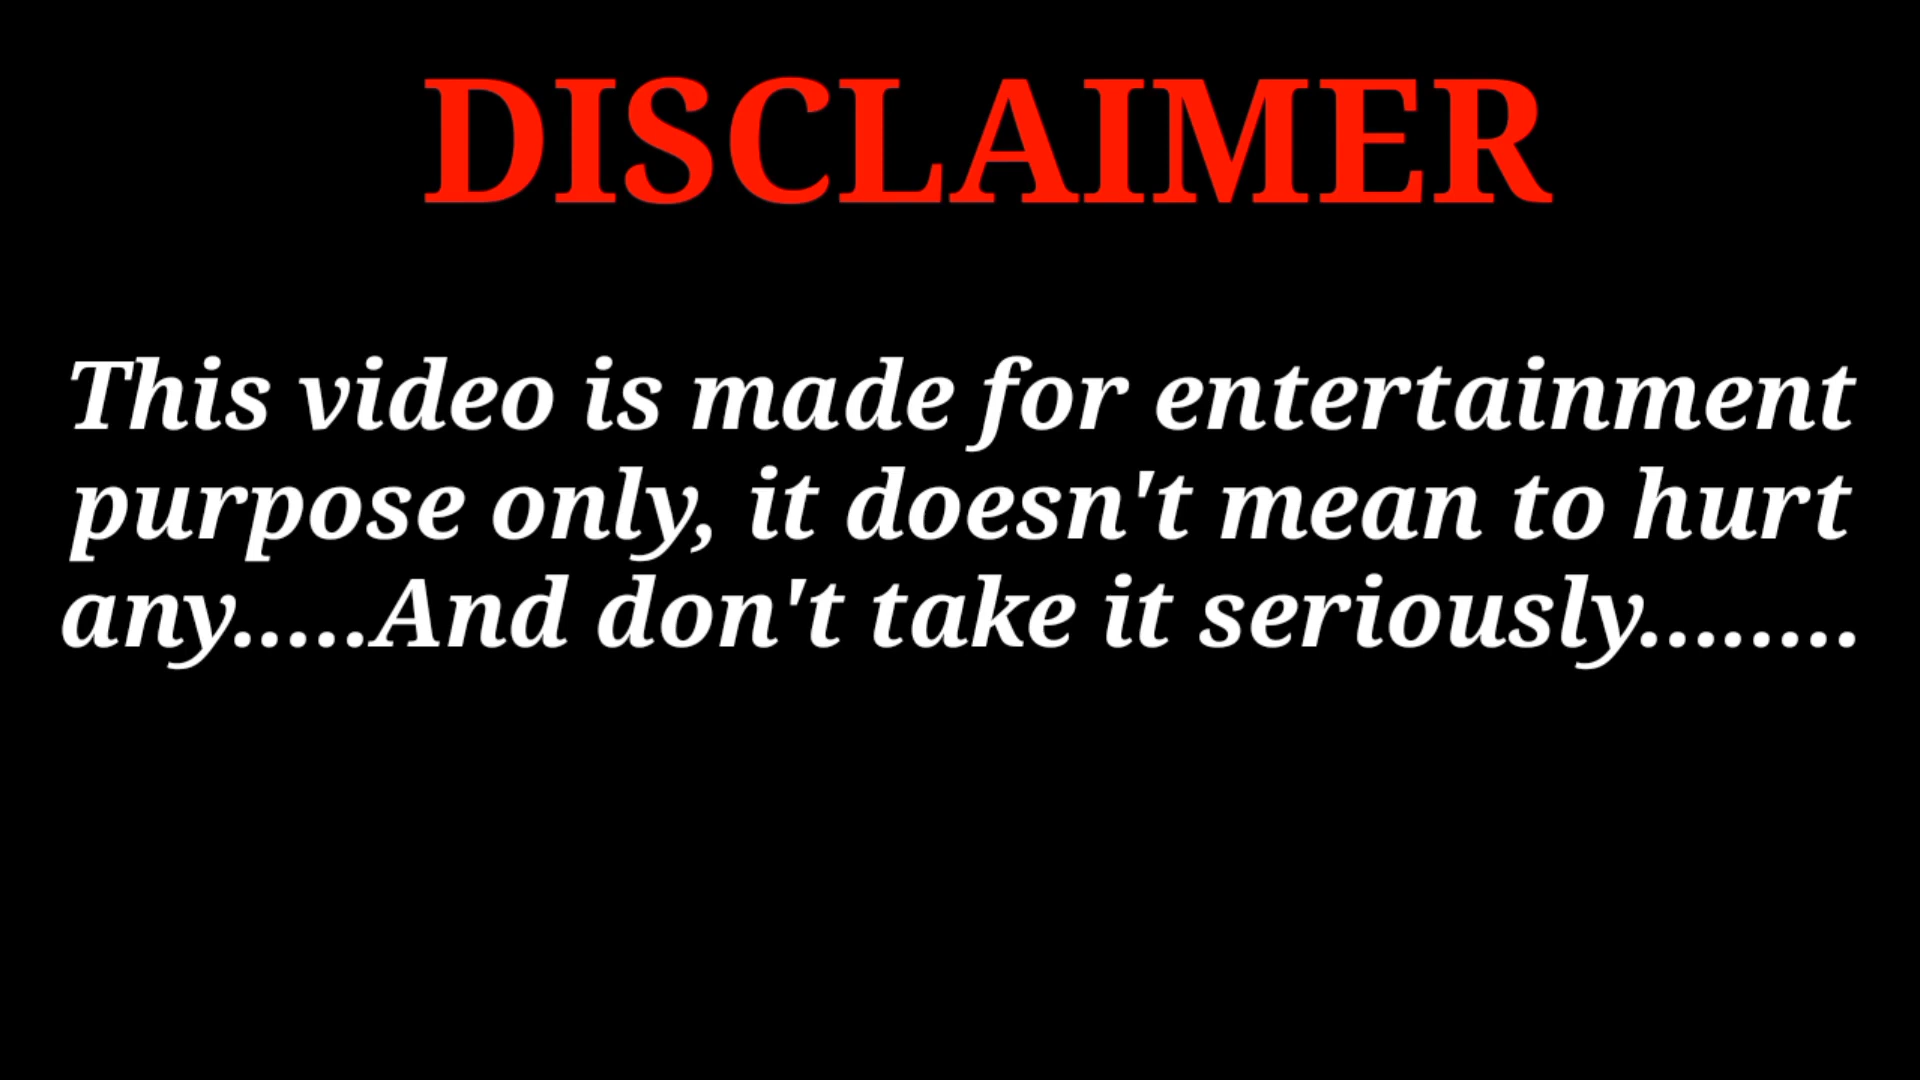 DISCLAIMER
This video is made for entertainment
purpose only, it doesn't mean to hurt
any.....And don't take it seriously........